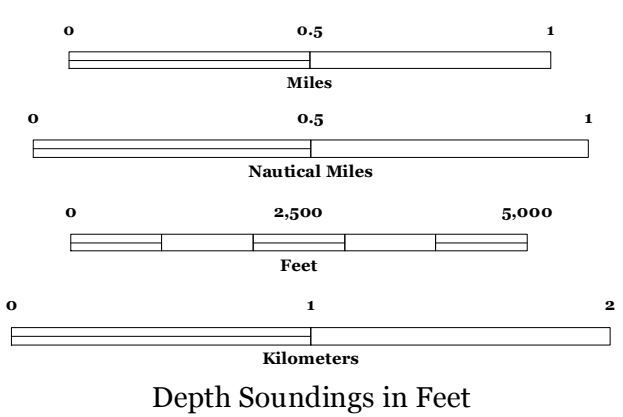 0 0.5 1
Miles
0 0.5 1
Nautical Miles
0 2,500 5,000
Feet
0 1 2
Kilometers
Depth Soundings in Feet